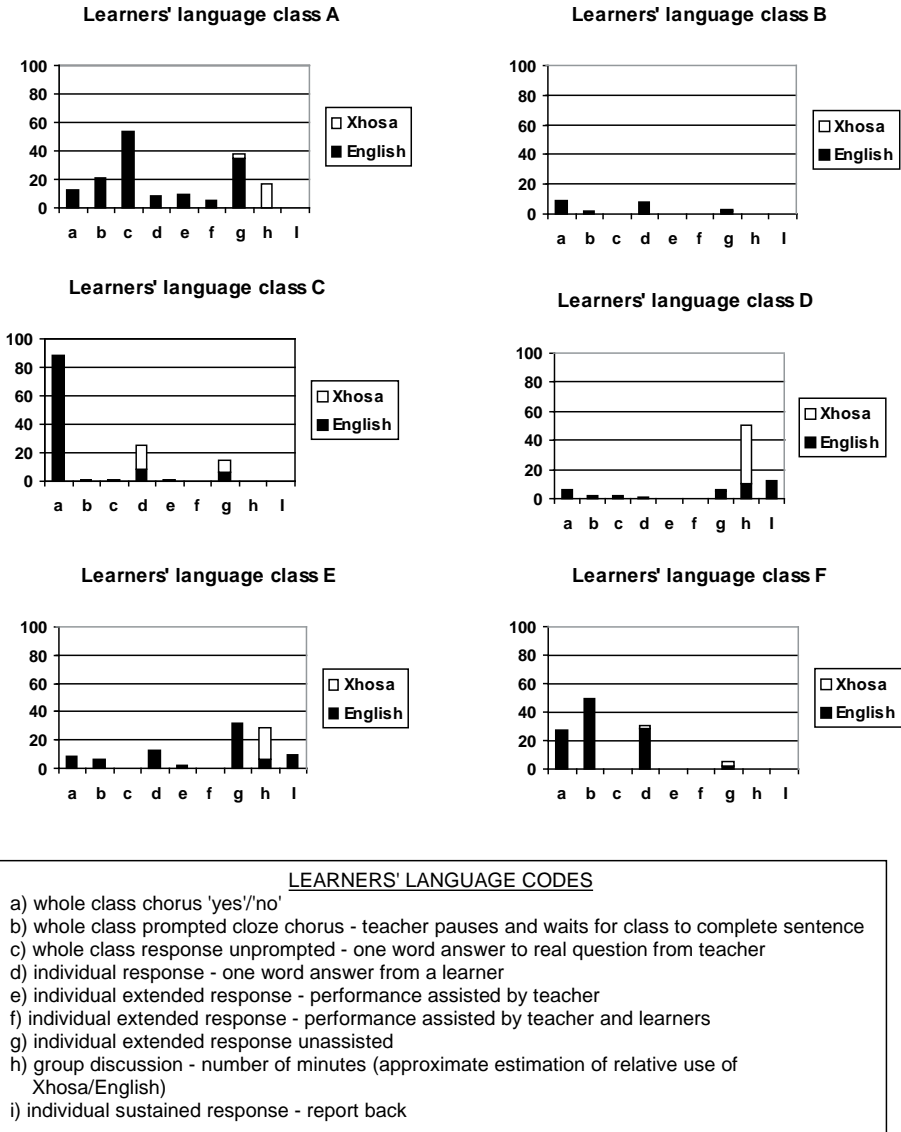 Learners' language class A
100
80
60
40
20
0
a b c d e f g h I
Xhosa
English
Learners' language class B
100
80
60
40
20
0
a b c d e f g h I
Xhosa
English
Learners' language class C
100
80
60
40
20
0
a b c d e f g h I
Xhosa
English
Learners' language class D
100
80
60
40
20
0
a b c d e f g h I
Xhosa
English
Learners' language class E
100
80
60
40
20
0
a b c d e f g h I
Xhosa
English
Learners' language class F
100
80
60
40
20
0
a b c d e f g h I
Xhosa
English
LEARNERS' LANGUAGE CODES
a) whole class chorus 'yes'/'no'
b) whole class prompted cloze chorus - teacher pauses and waits for class to complete sentence
c) whole class response unprompted - one word answer to real question from teacher
d) individual response - one word answer from a learner
e) individual extended response - performance assisted by teacher
f) individual extended response - performance assisted by teacher and learners
g) individual extended response unassisted
h) group discussion - number of minutes (approximate estimation of relative use of
Xhosa/English)
i) individual sustained response - report back